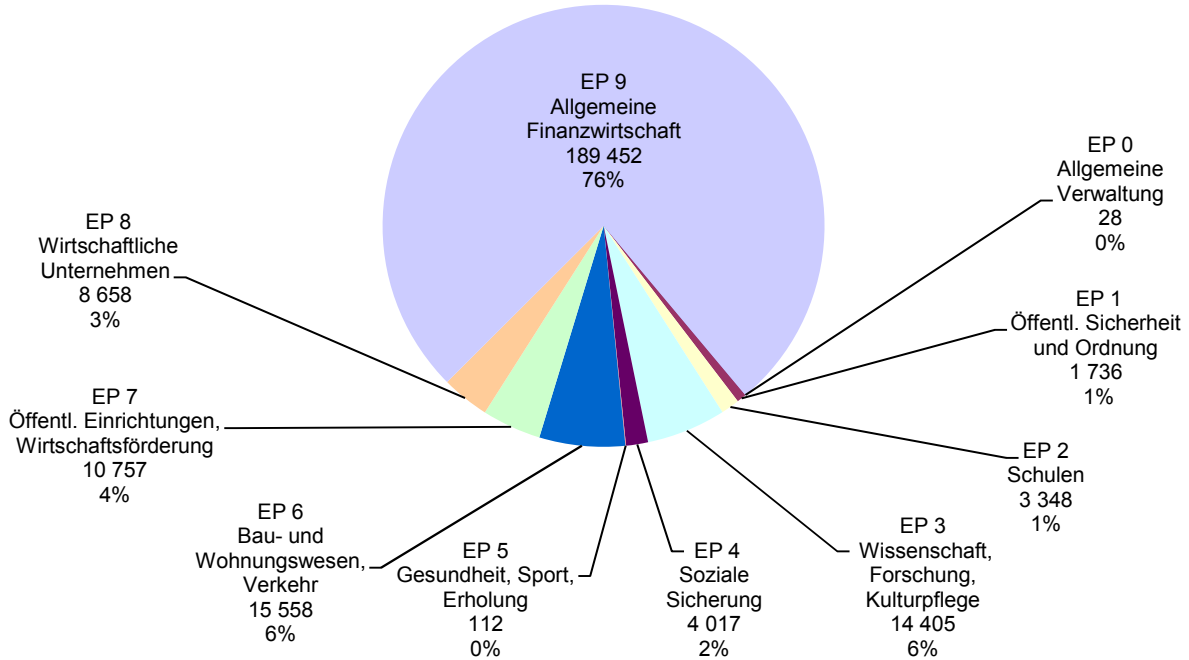 EP 9
Allgemeine
Finanzwirtschaft
189 452
76%
EP 0
Allgemeine
Verwaltung
28
0%
EP 1
Öffentl. Sicherheit
und Ordnung
1 736
1%
EP 2
Schulen
3 348
1%
EP 3
Wissenschaft,
Forschung,
Kulturpflege
14 405
6%
EP 4
Soziale
Sicherung
4 017
2%
EP 5
Gesundheit, Sport,
Erholung
112
0%
EP 6
Bau- und
Wohnungswesen,
Verkehr
15 558
6%
EP 7
Öffentl. Einrichtungen,
Wirtschaftsförderung
10 757
4%
EP 8
Wirtschaftliche
Unternehmen
8 658
3%